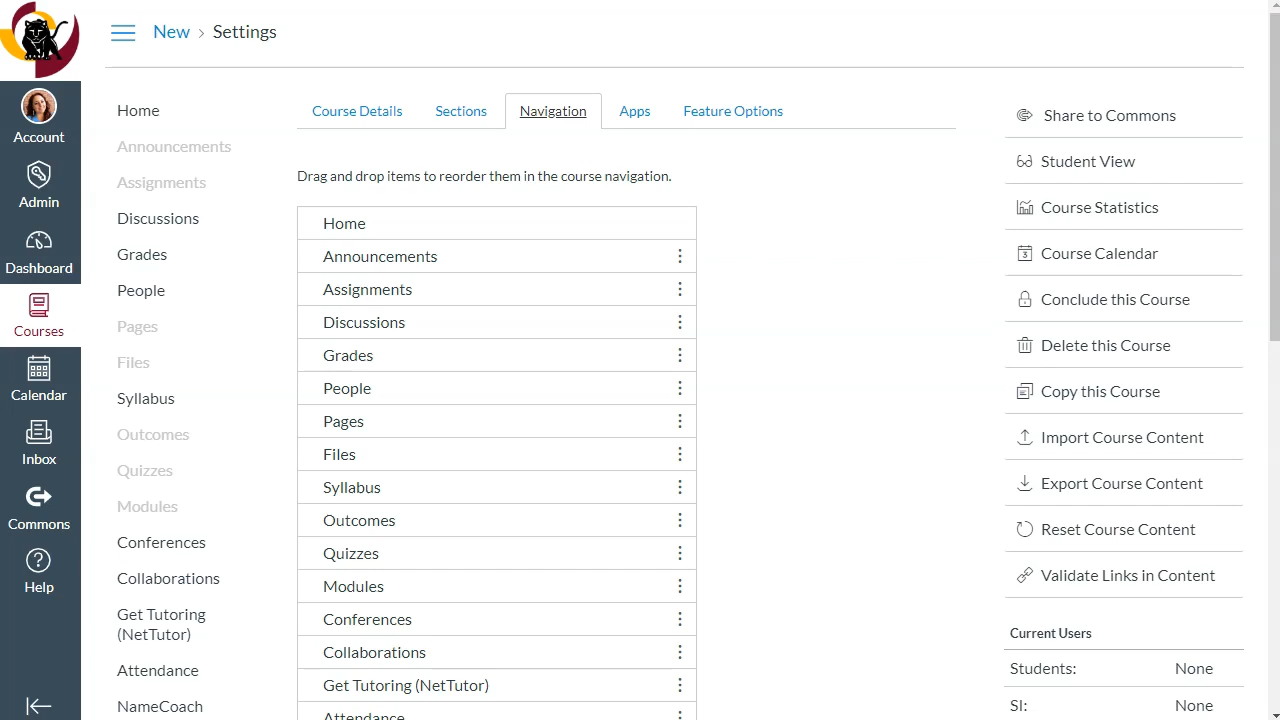 New > Settings
Account
Admin
Dashboard
Courses
Calendar
Inbox
Commons
Help
Home
Announcements
Assignments
Discussions
Grades
People
Pages
Files
Syllabus
Outcomes
Quizzes
Modules
Conferences
Collaborations
Get Tutoring
(NetTutor)
Attendance
NameCoach
Course Details Sections Navigation Apps Feature Options
Drag and drop items to reorder them in the course navigation.
Home
Announcements
Assignments
Discussions
Grades
People
Pages
Files
Syllabus
Outcomes
Quizzes
Modules
Conferences
Collaborations
Get Tutoring (NetTutor)
Attendance
Share to Commons
Student View
Course Statistics
3 Course Calendar
Conclude this Course
Delete this Course
Copy this Course
Import Course Content
Export Course Content
Reset Course Content
Validate Links in Content
Current Users
Students: None
SI: None